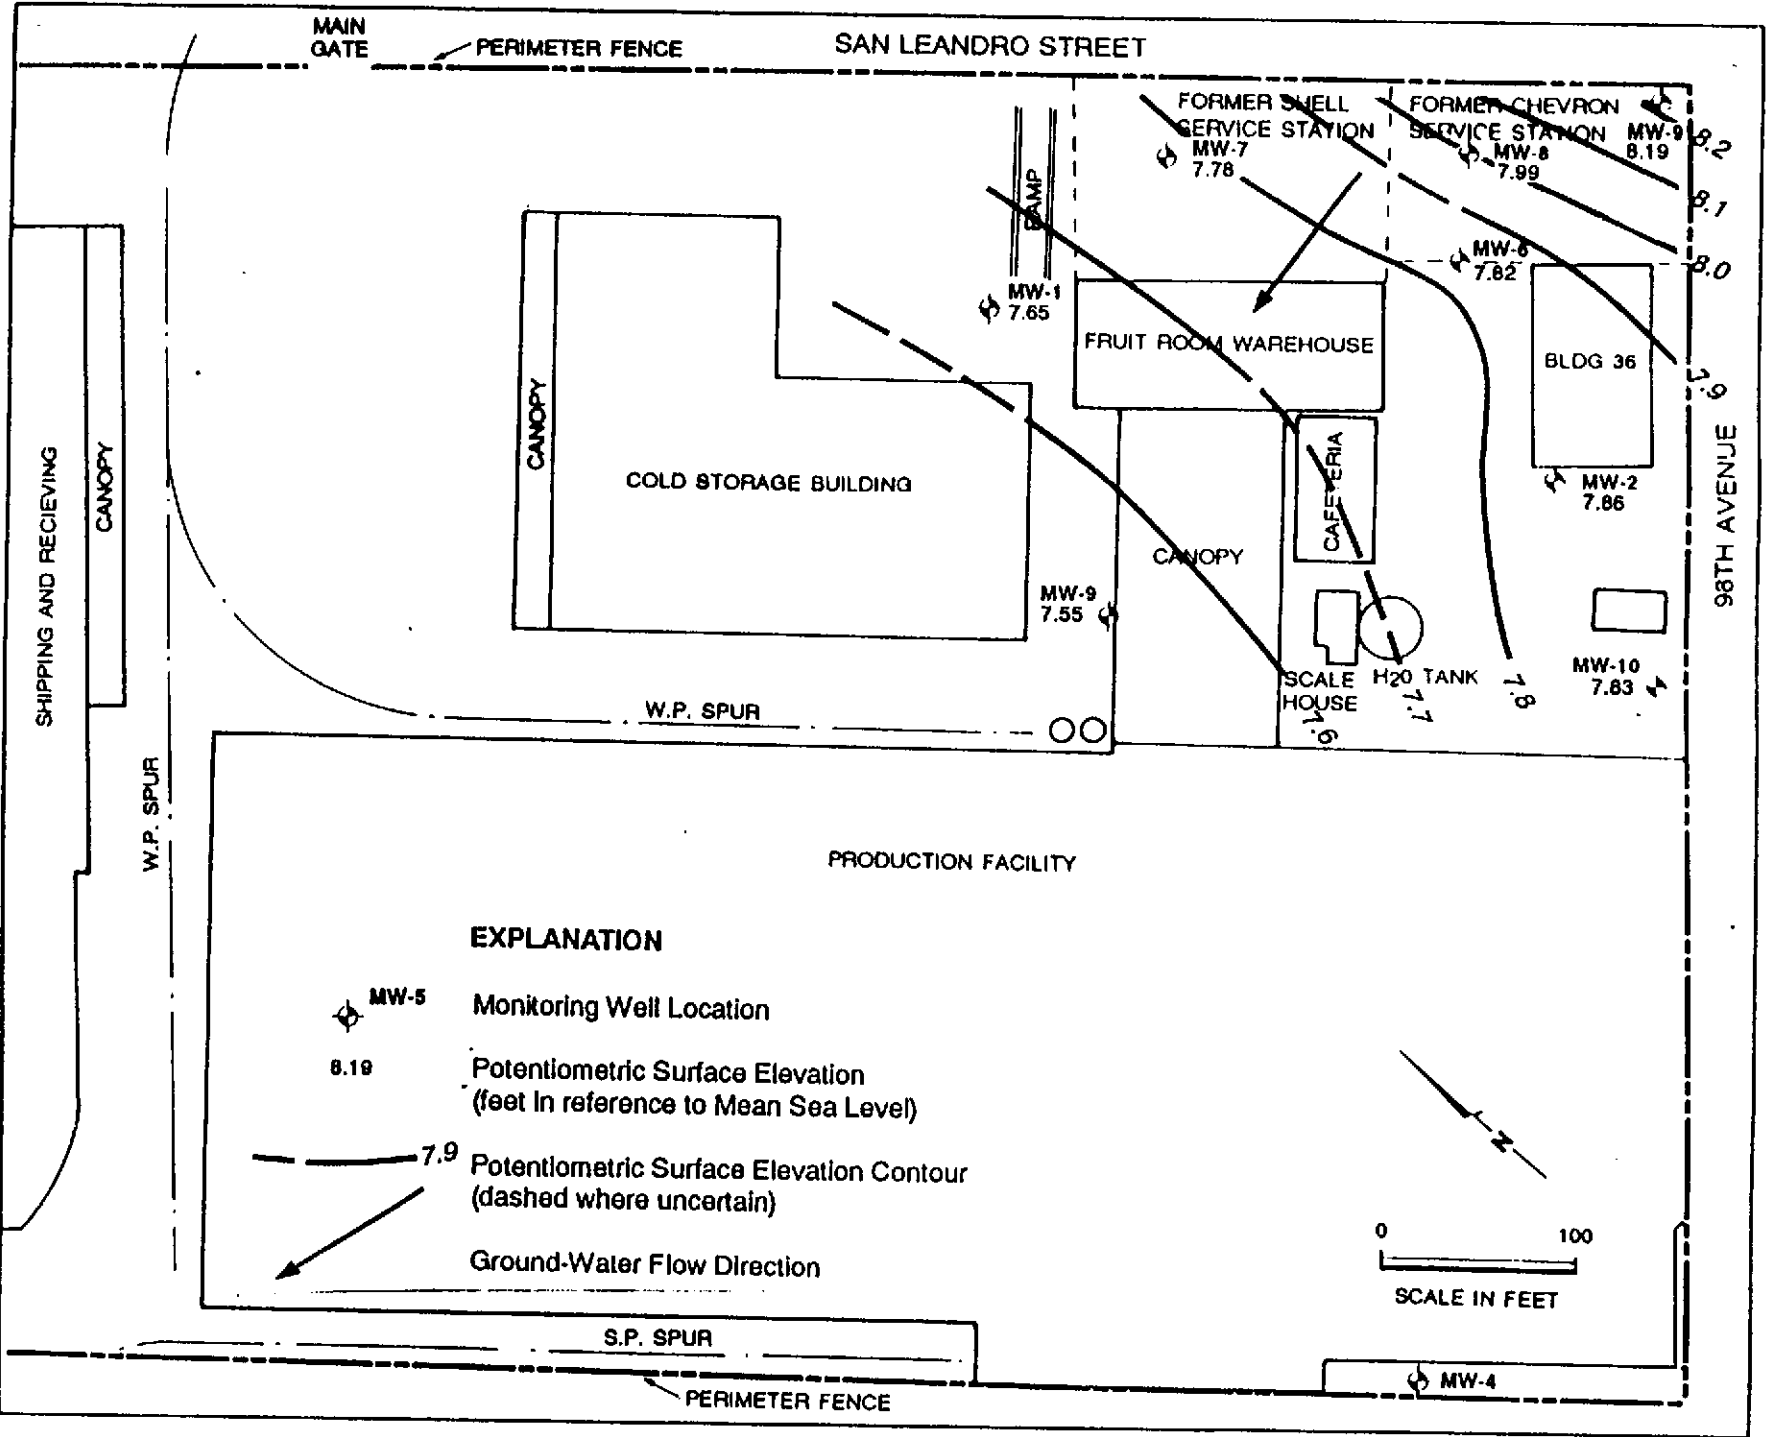 MAIN
GATE
PERIMETER FENCE
SAN LEANDRO STREET
FORMER SHELL
SERVICE STATION
FORMER CHEVRON
SERVICE STATION
MW-9
8.19
8.2
MW-7
7.78
MW-8
7.99
8.1
RAMP
MW-6
7.82
8.0
MW-1
7.65
FRUIT ROOM WAREHOUSE
BLDG 36
7.9
CANOPY
COLD STORAGE BUILDING
CAFETERIA
MW-2
7.86
98TH AVENUE
SHIPPING AND RECIEVING
CANOPY
CANOPY
MW-9
7.55
MW-10
7.83
SCALE
HOUSE
H20 TANK
7.6
7.7
7.8
W.P. SPUR
W.P. SPUR
PRODUCTION FACILITY
EXPLANATION
MW-5
Monitoring Well Location
8.19
Potentiometric Surface Elevation
(feet in reference to Mean Sea Level)
7.9
Potentiometric Surface Elevation Contour
(dashed where uncertain)
Ground-Water Flow Direction
N
0 100
SCALE IN FEET
S.P. SPUR
PERIMETER FENCE
MW-4